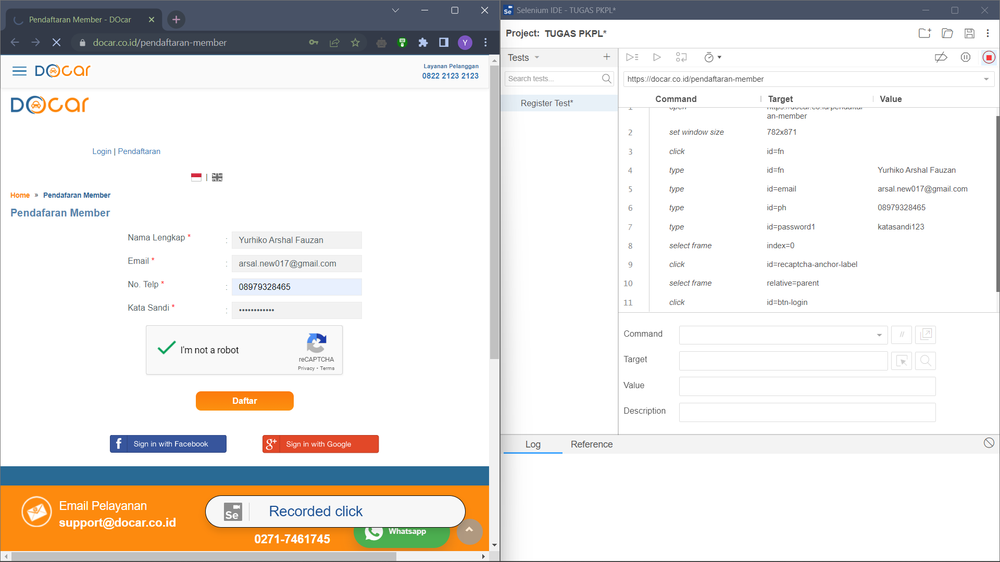 Pendaftaran Member - DOcar
docar.co.id/pendaftaran-member
Y
DOcar
Layanan Pelanggan
0822 2123 2123
DOcar
Login | Pendaftaran
|
Home » Pendafaran Member
Pendafaran Member
Nama Lengkap * : Yurhiko Arshal Fauzan
Email * : arsal.new017@gmail.com
No. Telp * : 08979328465
Kata Sandi * : ••••••••••••
I'm not a robot
reCAPTCHA
Privacy - Terms
Daftar
f Sign in with Facebook
g+ Sign in with Google
Email Pelayanan
support@docar.co.id
Se Recorded click
0271-7461745
Whatsapp
Se Selenium IDE - TUGAS PKPL*
Project: TUGAS PKPL*
Tests
Search tests...
Register Test*
https://docar.co.id/pendaftaran-member
Command Target Value
1 open https://docar.co.id/pendaftar
an-member
2 set window size 782x871
3 click id=fn
4 type id=fn Yurhiko Arshal Fauzan
5 type id=email arsal.new017@gmail.com
6 type id=ph 08979328465
7 type id=password1 katasandi123
8 select frame index=0
9 click id=recaptcha-anchor-label
10 select frame relative=parent
11 click id=btn-login
Command //
Target
Value
Description
Log Reference